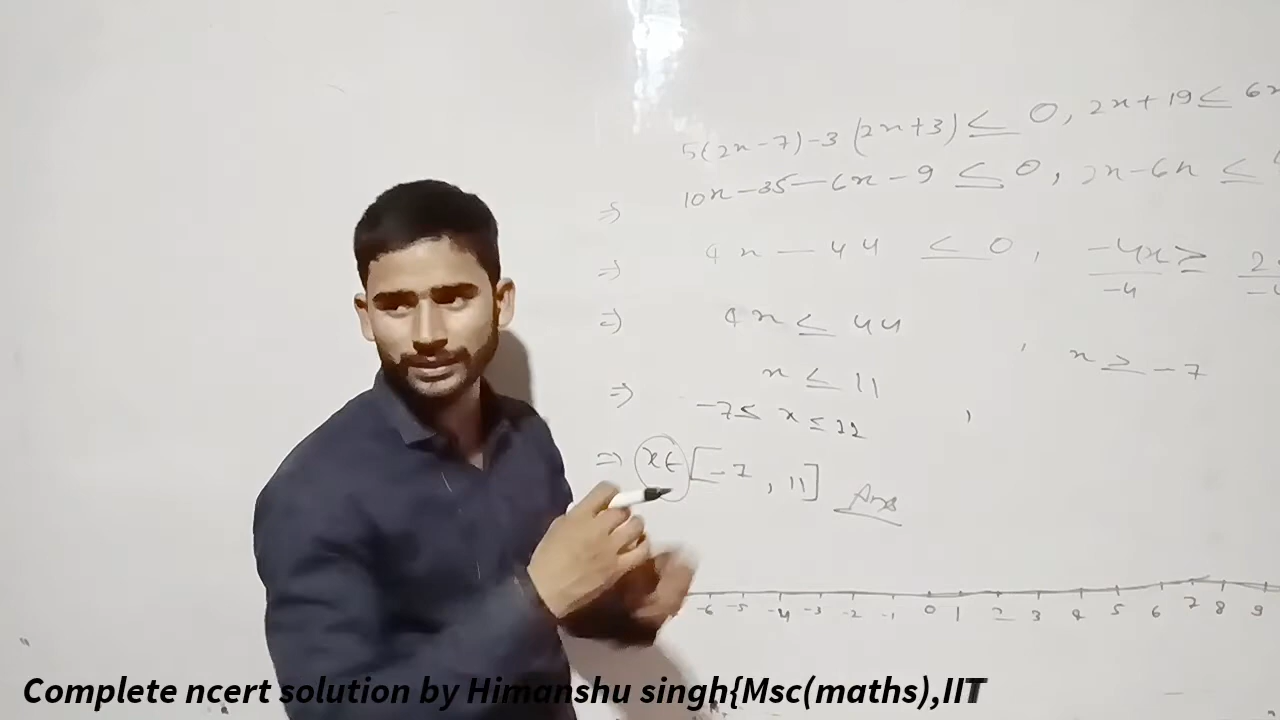 5(2x-7)-3(2x+3) ≤ 0, 2x+19 ≤ 6x
⇒ 10x-35-6x-9 ≤ 0, 2x-6x ≤
⇒ 4x-44 ≤ 0, -4x/-4 ≥ 2
⇒ 4x ≤ 44
, x ≥ -7
⇒ x ≤ 11
-7 ≤ x ≤ 11 ,
⇒ x ∈ [-7, 11] Ans
-6 -5 -4 -3 -2 -1 0 1 2 3 4 5 6 7 8 9
Complete ncert solution by Himanshu singh{Msc(maths),IIT